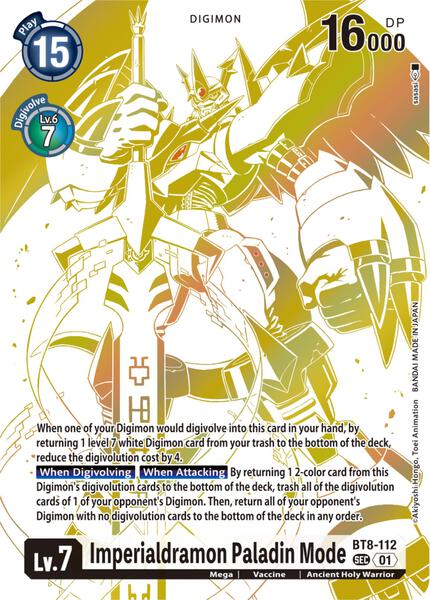 Play
15
DIGIMON
DP
16000
Digivolve
Lv.6
7
sasasi
When one of your Digimon would digivolve into this card in your hand, by
returning 1 level 7 white Digimon card from your trash to the bottom of the deck,
reduce the digivolution cost by 4.
When Digivolving When Attacking By returning 1 2-color card from this
Digimon's digivolution cards to the bottom of the deck, trash all of the digivolution
cards of 1 of your opponent's Digimon. Then, return all of your opponent's
Digimon with no digivolution cards to the bottom of the deck in any order.
©Akiyoshi Hongo, Toei Animation BANDAI MADE IN JAPAN
Lv.7
Imperialdramon Paladin Mode
BT8-112
SEC 01
Mega | Vaccine | Ancient Holy Warrior